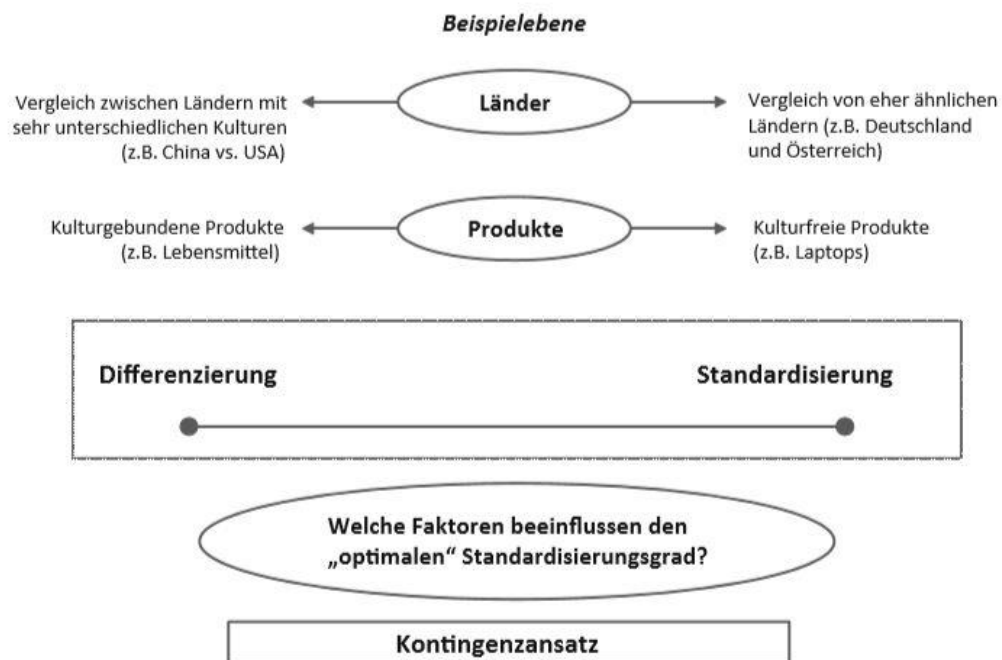 Beispielebene
Länder
Vergleich zwischen Ländern mit
sehr unterschiedlichen Kulturen
(z.B. China vs. USA)
Vergleich von eher ähnlichen
Ländern (z.B. Deutschland
und Österreich)
Produkte
Kulturgebundene Produkte
(z.B. Lebensmittel)
Kulturfreie Produkte
(z.B. Laptops)
Differenzierung
Standardisierung
Welche Faktoren beeinflussen den
„optimalen“ Standardisierungsgrad?
Kontingenzansatz